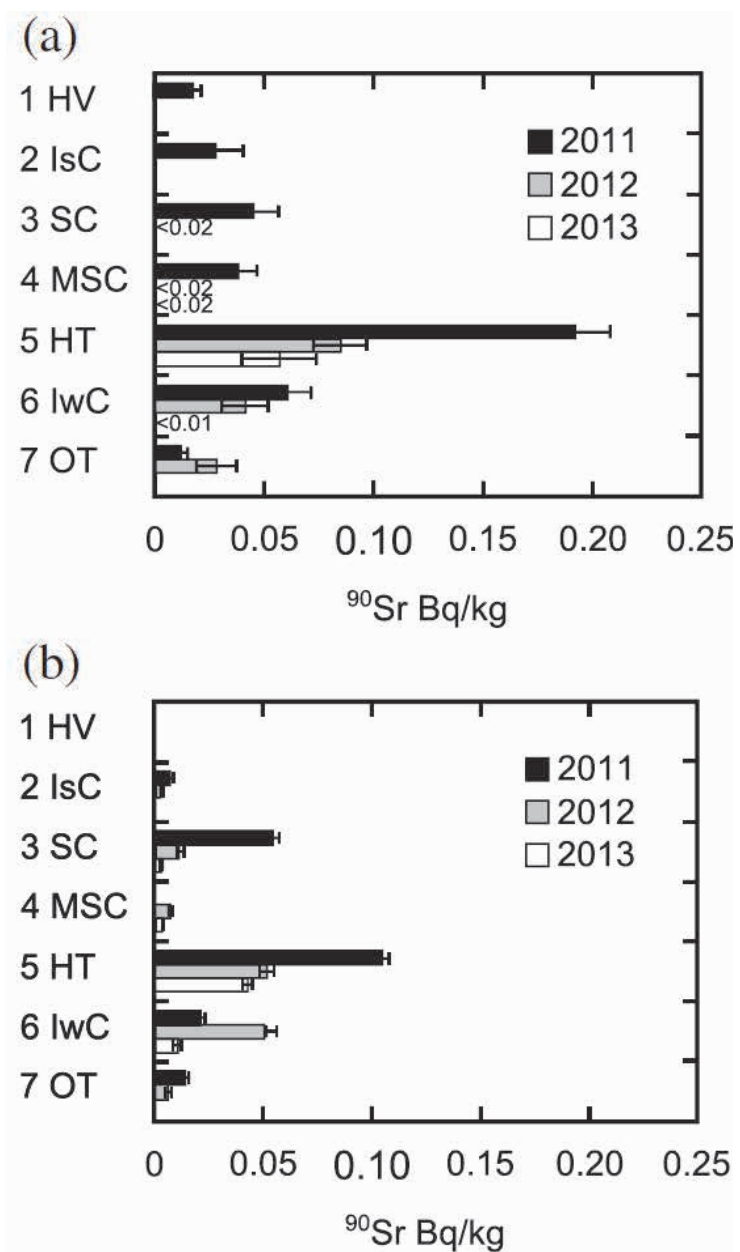 (a)
1 HV
2 IsC
3 SC
<0.02
4 MSC
<0.02
<0.02
5 HT
6 IwC
<0.01
7 OT
2011
2012
2013
0 0.05 0.10 0.15 0.20 0.25
⁹⁰Sr Bq/kg
(b)
1 HV
2 IsC
3 SC
4 MSC
5 HT
6 IwC
7 OT
2011
2012
2013
0 0.05 0.10 0.15 0.20 0.25
⁹⁰Sr Bq/kg